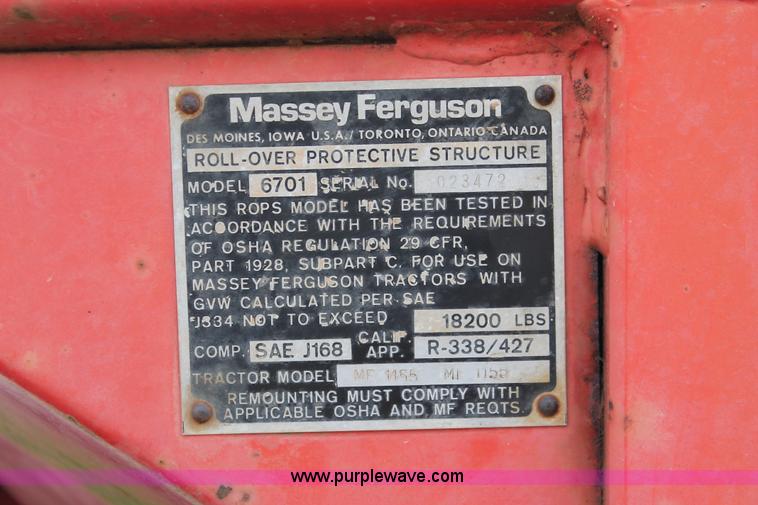 Massey Ferguson
DES MOINES, IOWA U.S.A./ TORONTO, ONTARIO CANADA
ROLL-OVER PROTECTIVE STRUCTURE
MODEL 6701 SERIAL No. 023472
THIS ROPS MODEL HAS BEEN TESTED IN
ACCORDANCE WITH THE REQUIREMENTS
OF OSHA REGULATION 29 CFR,
PART 1928, SUBPART C. FOR USE ON
MASSEY FERGUSON TRACTORS WITH
GVW CALCULATED PER SAE
J334 NOT TO EXCEED 18200 LBS
COMP. SAE J168 CALIF. APP. R-338/427
TRACTOR MODEL MF MF
REMOUNTING MUST COMPLY WITH
APPLICABLE OSHA AND MF REQTS.
www.purplewave.com